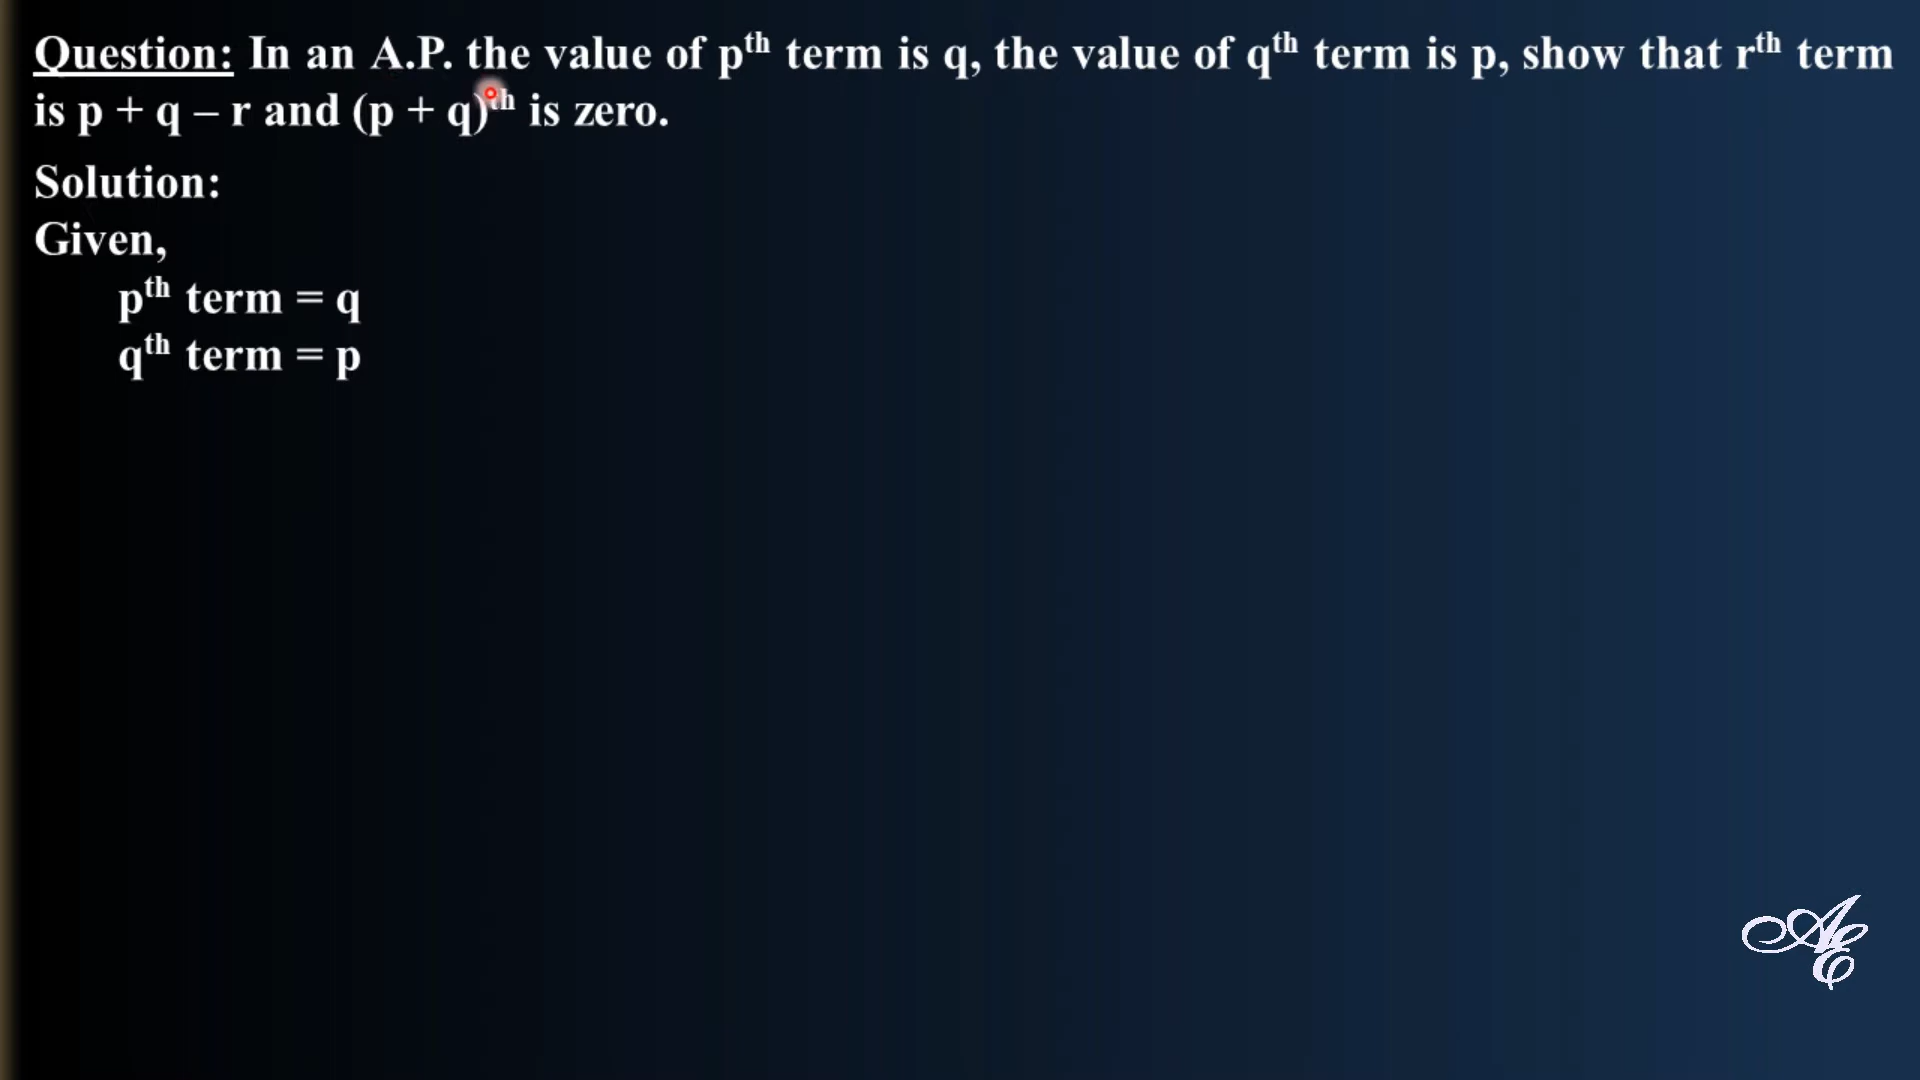 Question: In an A.P. the value of pᵗʰ term is q, the value of qᵗʰ term is p, show that rᵗʰ term
is p + q – r and (p + q)ᵗʰ is zero.
Solution:
Given,
pᵗʰ term = q
qᵗʰ term = p
AE